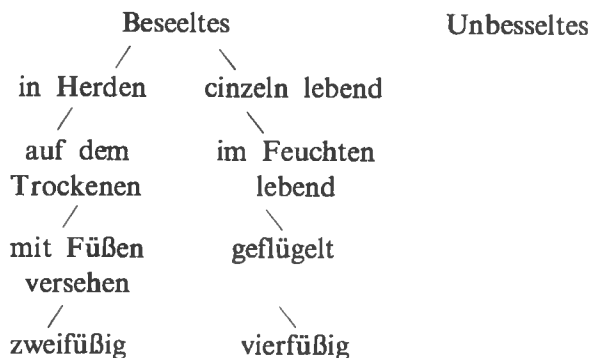 Beseeltes Unbesseltes
in Herden cinzeln lebend
auf dem im Feuchten
Trockenen lebend
mit Füßen geflügelt
versehen
zweifüßig vierfüßig